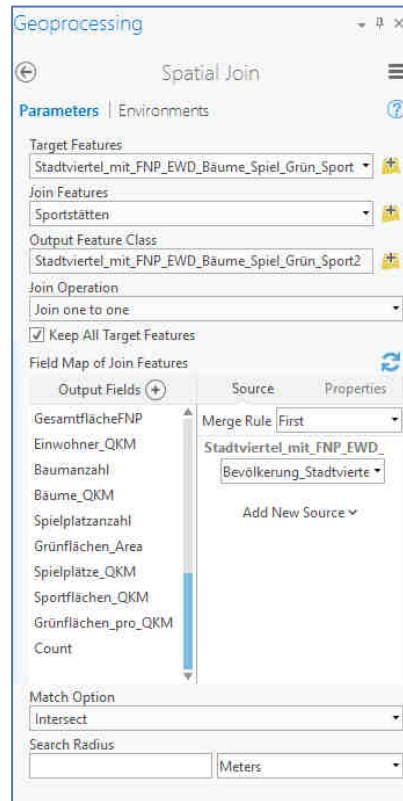 Geoprocessing
Spatial Join
Parameters | Environments
Target Features
Stadtviertel_mit_FNP_EWD_Bäume_Spiel_Grün_Sport
Join Features
Sportstätten
Output Feature Class
Stadtviertel_mit_FNP_EWD_Bäume_Spiel_Grün_Sport2
Join Operation
Join one to one
Keep All Target Features
Field Map of Join Features
Output Fields
Source Properties
GesamtflächeFNP
Einwohner_QKM
Baumanzahl
Bäume_QKM
Spielplatzanzahl
Grünflächen_Area
Spielplätze_QKM
Sportflächen_QKM
Grünflächen_pro_QKM
Count
Merge Rule First
Stadtviertel_mit_FNP_EWD_
Bevölkerung_Stadtvierte
Add New Source
Match Option
Intersect
Search Radius
Meters